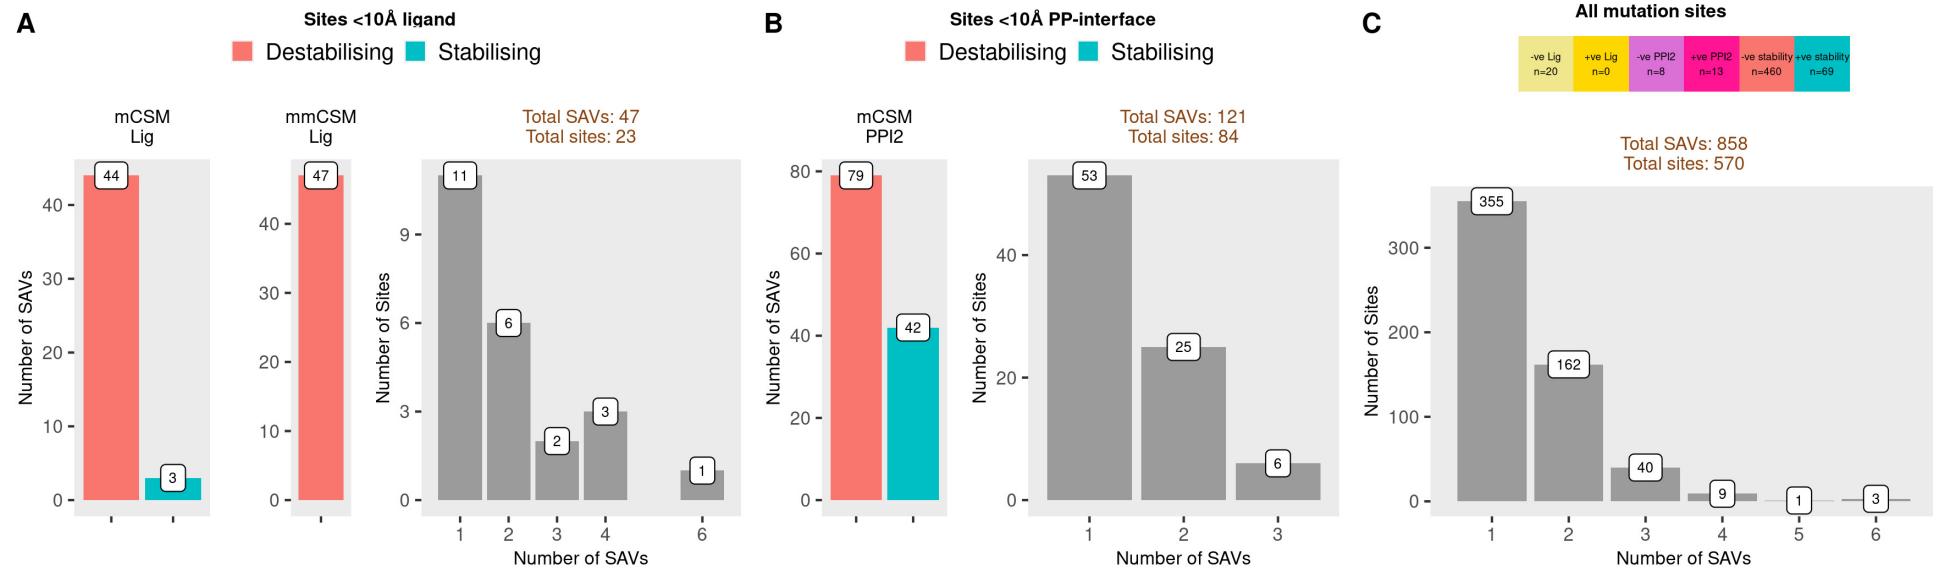 A
Sites <10Å ligand
Destabilising Stabilising
mCSM
Lig
44
3
40
30
20
10
0
Number of SAVs
mmCSM
Lig
47
40
30
20
10
0
Total SAVs: 47
Total sites: 23
11
6
2
3
1
9
6
3
0
Number of Sites
1 2 3 4 6
Number of SAVs
B
Sites <10Å PP-interface
Destabilising Stabilising
mCSM
PPI2
79
42
80
60
40
20
0
Number of SAVs
Total SAVs: 121
Total sites: 84
53
25
6
40
20
0
Number of Sites
1 2 3
Number of SAVs
C
All mutation sites
-ve Lig
n=20
+ve Lig
n=0
-ve PPI2
n=8
+ve PPI2
n=13
-ve stability
n=460
+ve stability
n=69
Total SAVs: 858
Total sites: 570
355
162
40
9
1
3
300
200
100
0
Number of Sites
1 2 3 4 5 6
Number of SAVs